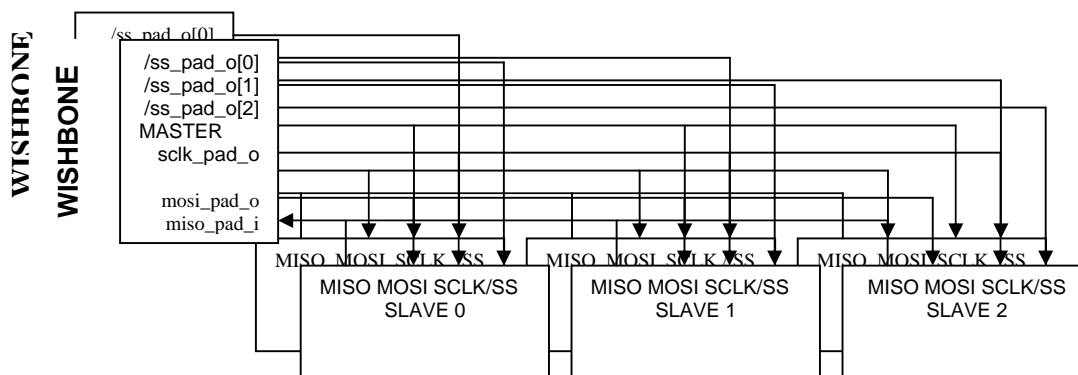 WISHBONE
WISHBONE
/ss_pad_o[0]
/ss_pad_o[0]
/ss_pad_o[1]
/ss_pad_o[2]
MASTER
sclk_pad_o
mosi_pad_o
miso_pad_i
MISO MOSI SCLK /SS MISO MOSI SCLK /SS MISO MOSI SCLK /SS
MISO MOSI SCLK/SS MISO MOSI SCLK/SS MISO MOSI SCLK/SS
SLAVE 0 SLAVE 1 SLAVE 2